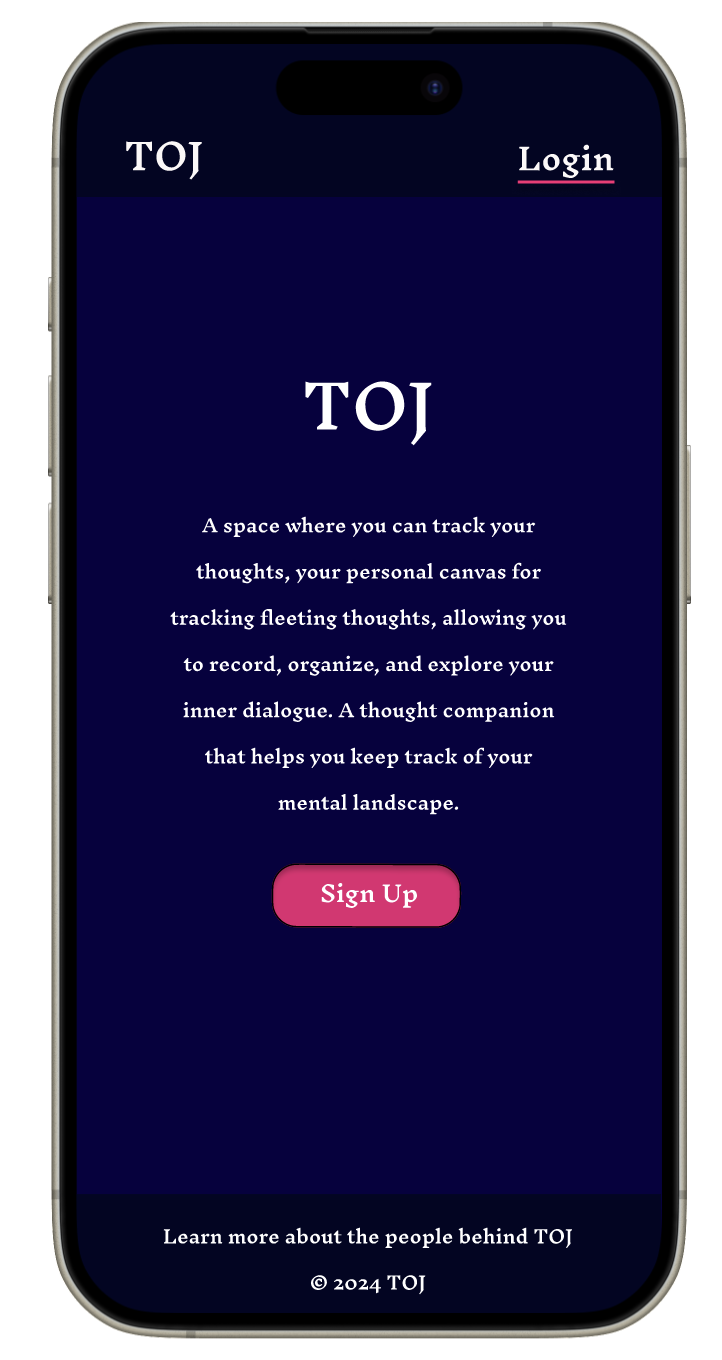 TOJ
Login
TOJ
A space where you can track your
thoughts, your personal canvas for
tracking fleeting thoughts, allowing you
to record, organize, and explore your
inner dialogue. A thought companion
that helps you keep track of your
mental landscape.
Sign Up
Learn more about the people behind TOJ
© 2024 TOJ